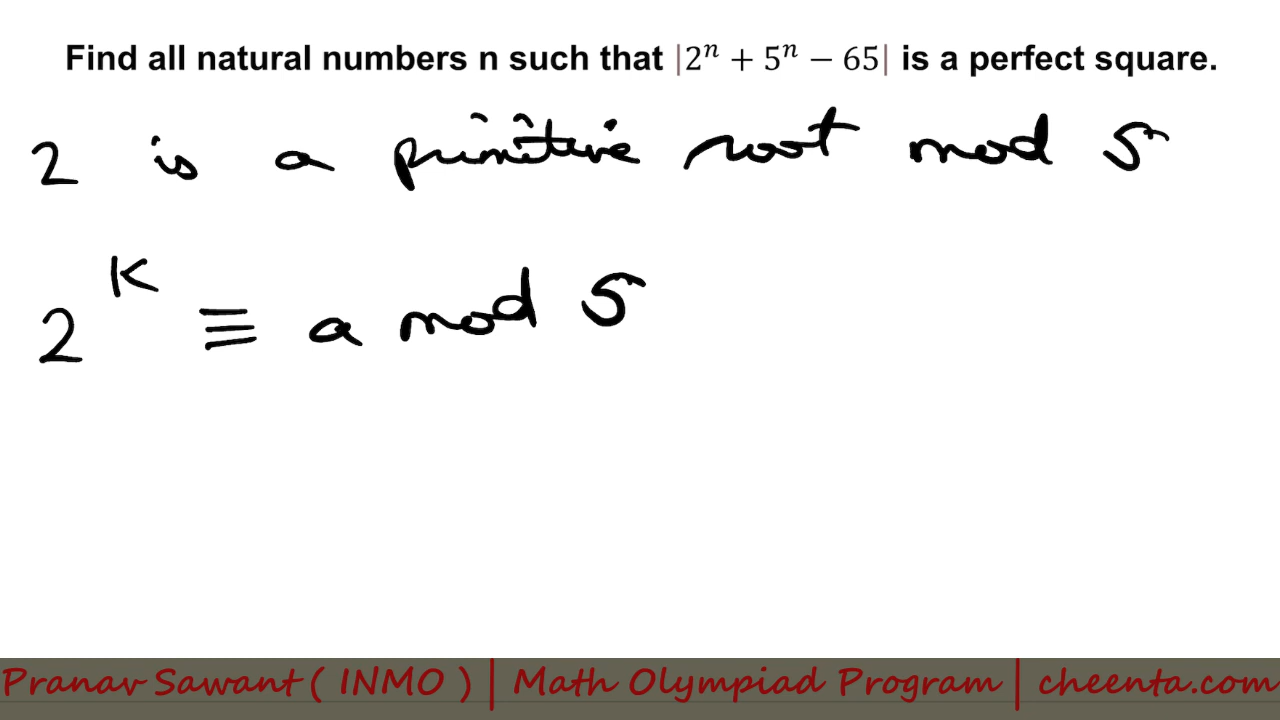 Find all natural numbers n such that |2ⁿ + 5ⁿ − 65| is a perfect square.
2 is a primitive root mod 5
2^K ≡ a mod 5
Pranav Sawant ( INMO ) | Math Olympiad Program | cheenta.com